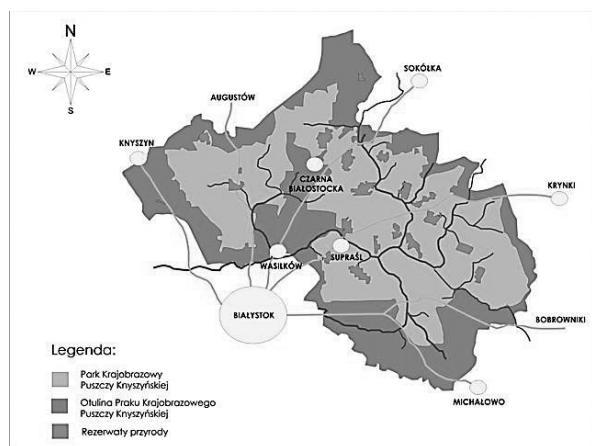 N
W E
S
SOKÓŁKA
AUGUSTÓW
KNYSZYN
CZARNA
BIAŁOSTOCKA
KRYNKI
WASILKÓW
SUPRAŚL
BIAŁYSTOK
BOBROWNIKI
MICHAŁOWO
Legenda:
Park Krajobrazowy
Puszczy Knyszyńskiej
Otulina Praku Krajobrazowego
Puszczy Knyszyńskiej
Rezerwaty przyrody